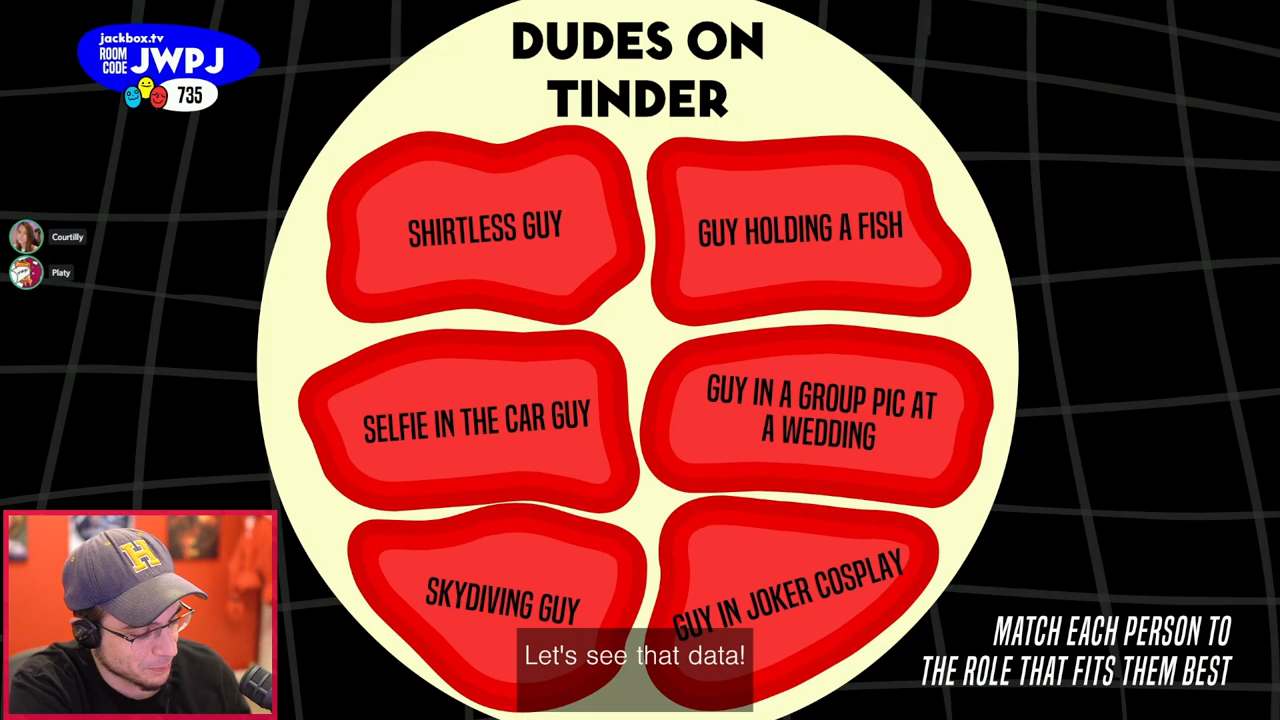 jackbox.tv
ROOM
CODE
JWPJ
735
DUDES ON
TINDER
SHIRTLESS GUY
GUY HOLDING A FISH
Courtilly
Platy
SELFIE IN THE CAR GUY
GUY IN A GROUP PIC AT
A WEDDING
SKYDIVING GUY
GUY IN JOKER COSPLAY
H
Let's see that data!
MATCH EACH PERSON TO
THE ROLE THAT FITS THEM BEST